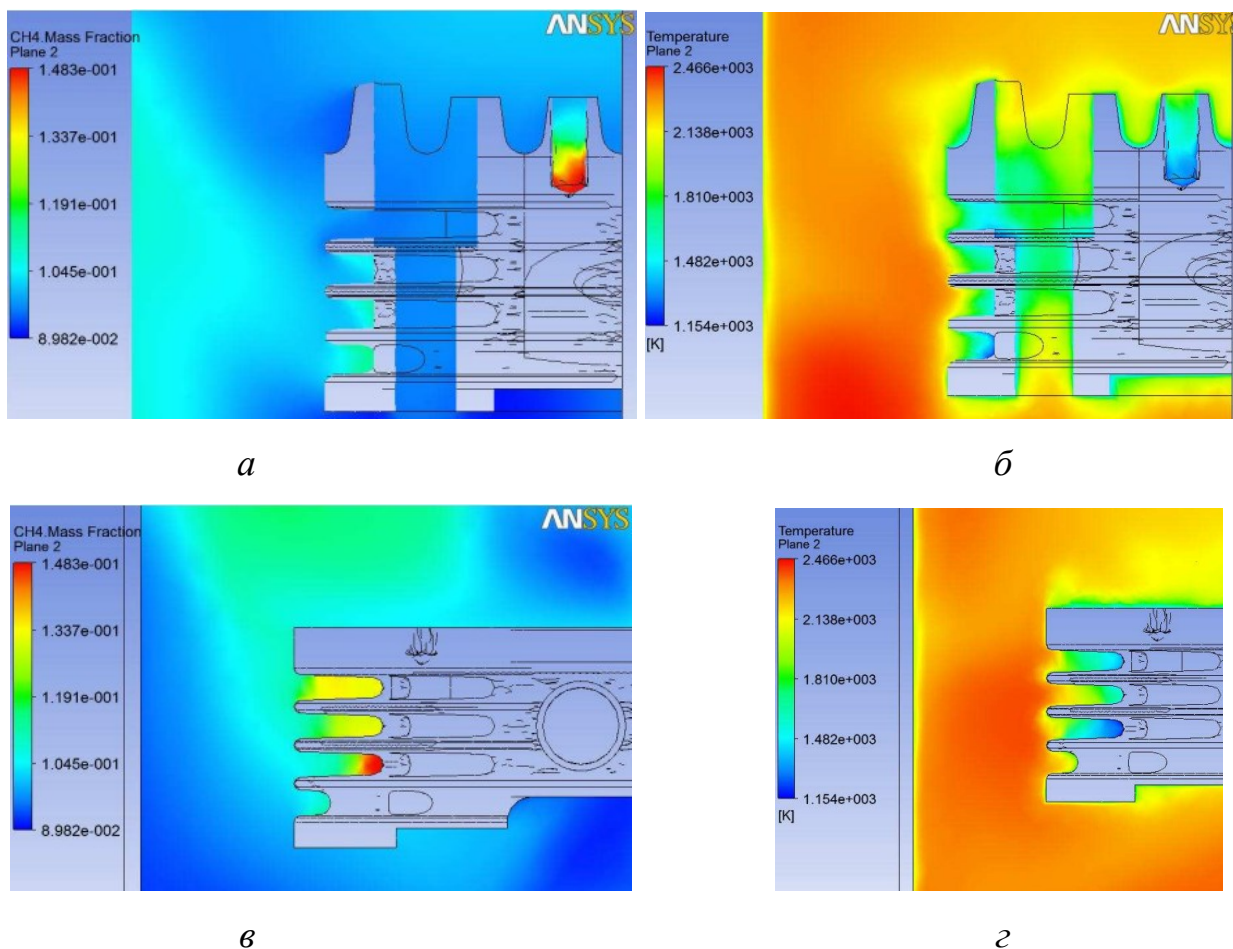 CH4.Mass Fraction
Plane 2
1.483e-001
1.337e-001
1.191e-001
1.045e-001
8.982e-002
ANSYS
Temperature
Plane 2
2.466e+003
2.138e+003
1.810e+003
1.482e+003
1.154e+003
[K]
ANSYS
а
б
CH4.Mass Fraction
Plane 2
1.483e-001
1.337e-001
1.191e-001
1.045e-001
8.982e-002
ANSYS
Temperature
Plane 2
2.466e+003
2.138e+003
1.810e+003
1.482e+003
1.154e+003
[K]
в
г